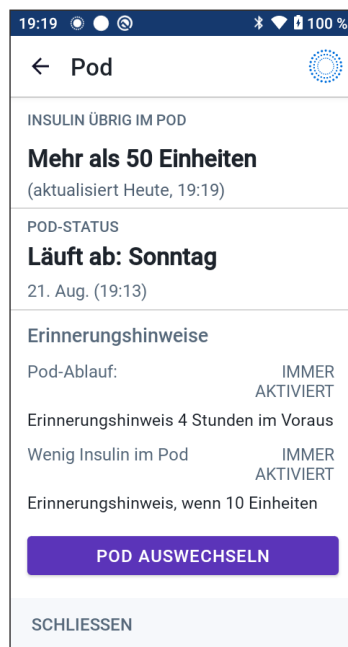 19:19 100 %
Pod
INSULIN ÜBRIG IM POD
Mehr als 50 Einheiten
(aktualisiert Heute, 19:19)
POD-STATUS
Läuft ab: Sonntag
21. Aug. (19:13)
Erinnerungshinweise
Pod-Ablauf: IMMER
AKTIVIERT
Erinnerungshinweis 4 Stunden im Voraus
Wenig Insulin im Pod IMMER
AKTIVIERT
Erinnerungshinweis, wenn 10 Einheiten
POD AUSWECHSELN
SCHLIESSEN